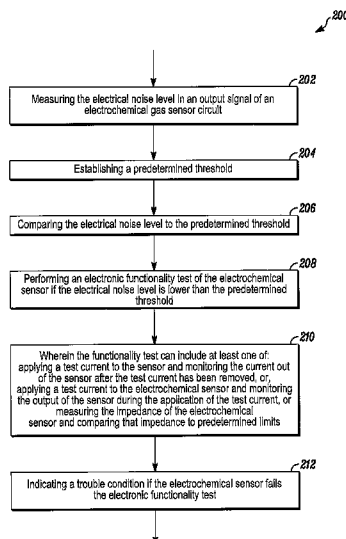 200
202
Measuring the electrical noise level in an output signal of an
electrochemical gas sensor circuit
204
Establishing a predetermined threshold
206
Comparing the electrical noise level to the predetermined threshold
208
Performing an electronic functionality test of the electrochemical
sensor if the electrical noise level is lower than the predetermined
threshold
210
Wherein the functionality test can include at least one of:
applying a test current to the sensor and monitoring the current out
of the sensor after the test current has been removed, or,
applying a test current to the electrochemical sensor and monitoring
the output of the sensor during the application of the test current, or
measuring the impedance of the electrochemical
sensor and comparing that impedance to predetermined limits
212
Indicating a trouble condition if the electrochemical sensor fails
the electronic functionality test